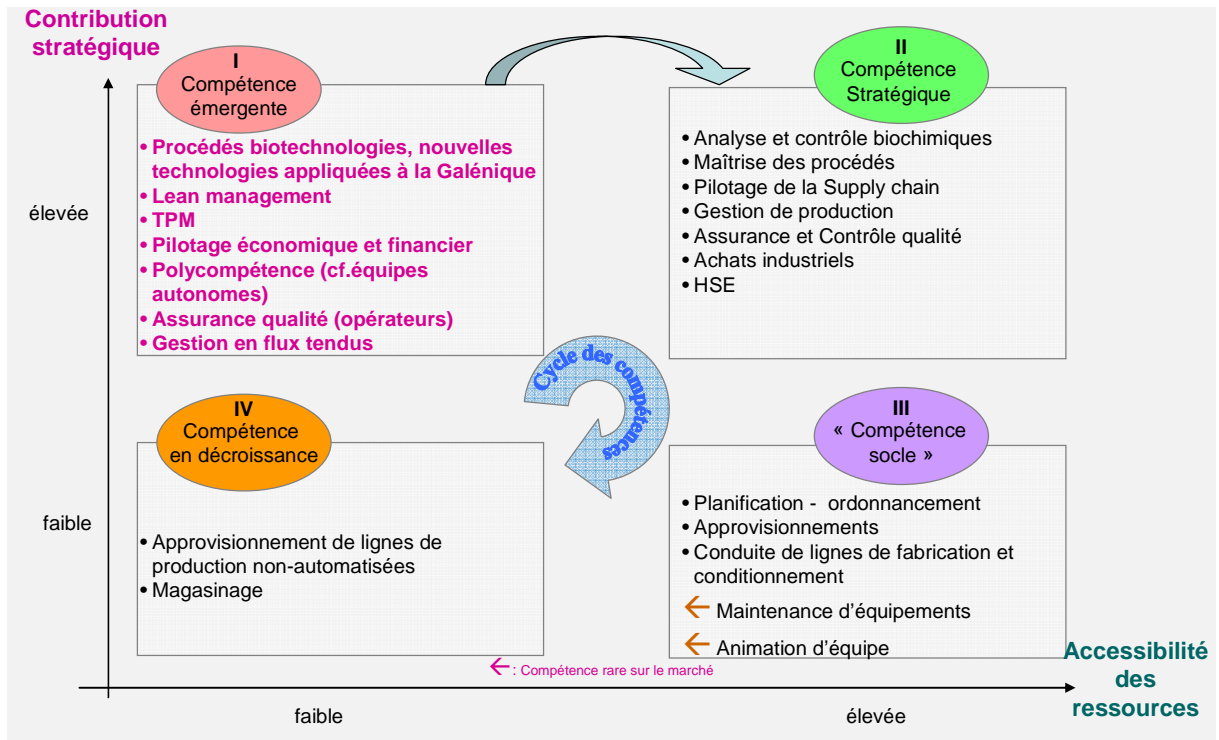 Contribution
stratégique
I
Compétence
émergente
II
Compétence
Stratégique
• Procédés biotechnologies, nouvelles
technologies appliquées à la Galénique
• Lean management
• TPM
• Pilotage économique et financier
• Polycompétence (cf.équipes
autonomes)
• Assurance qualité (opérateurs)
• Gestion en flux tendus
• Analyse et contrôle biochimiques
• Maîtrise des procédés
• Pilotage de la Supply chain
• Gestion de production
• Assurance et Contrôle qualité
• Achats industriels
• HSE
élevée
Cycle des compétences
IV
Compétence
en décroissance
III
« Compétence
socle »
faible
• Approvisionnement de lignes de
production non-automatisées
• Magasinage
• Planification - ordonnancement
• Approvisionnements
• Conduite de lignes de fabrication et
conditionnement
← Maintenance d'équipements
← Animation d'équipe
← : Compétence rare sur le marché
Accessibilité
des
ressources
faible
élevée